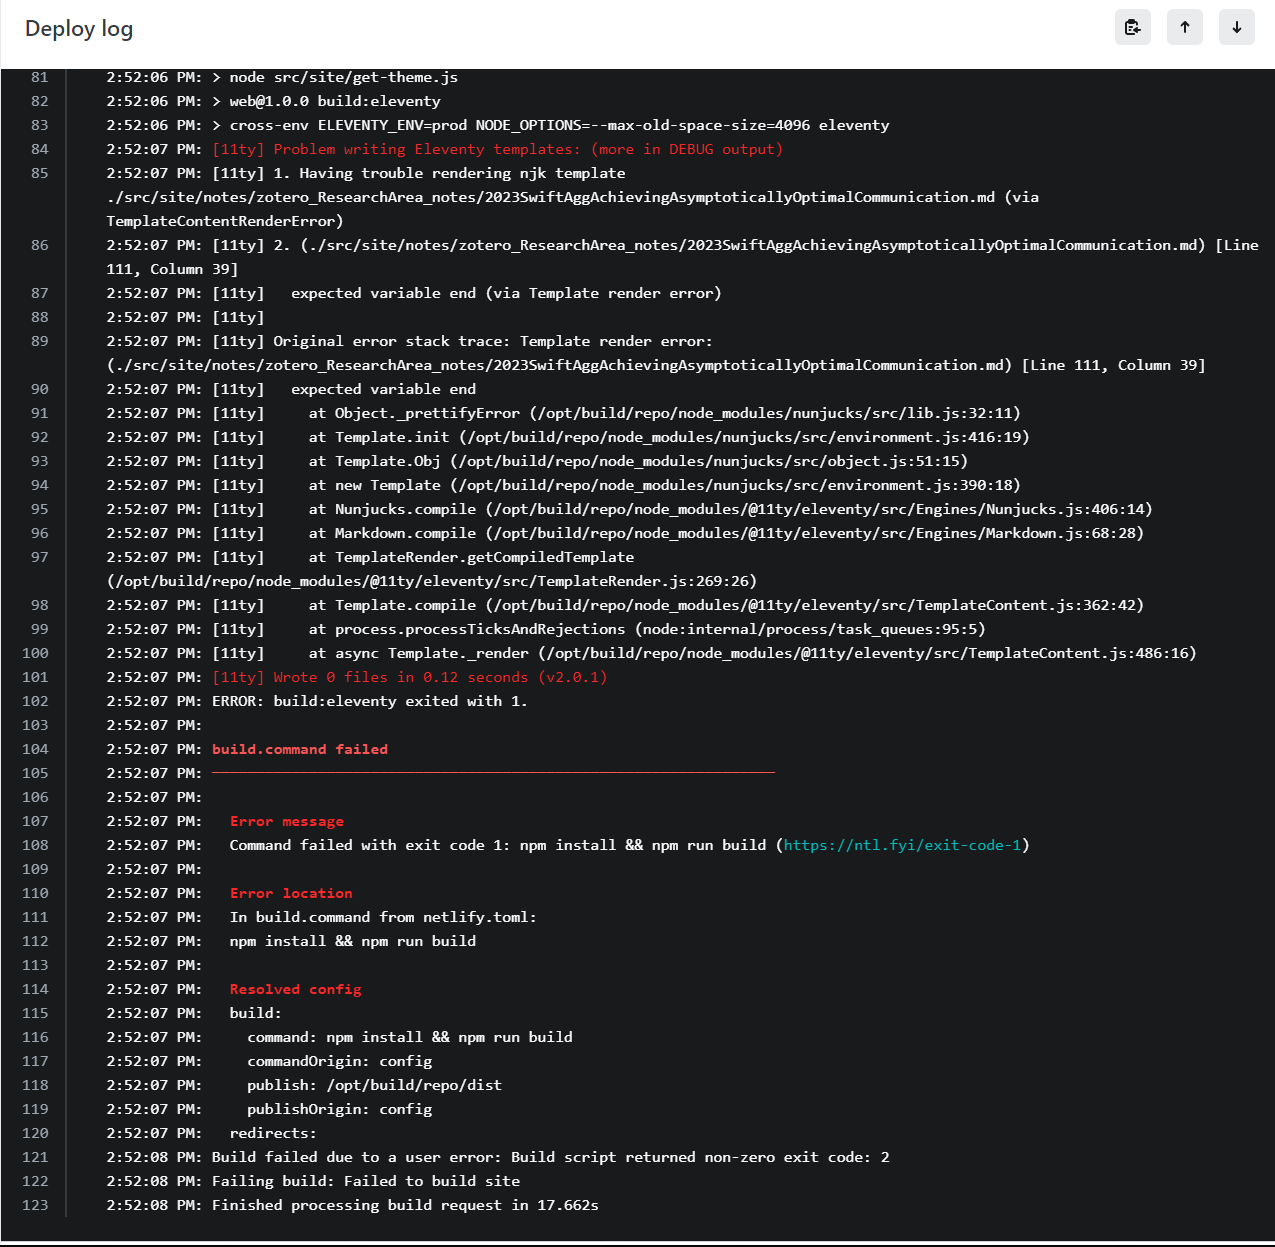 Deploy log
81 2:52:06 PM: > node src/site/get-theme.js
82 2:52:06 PM: > web@1.0.0 build:eleventy
83 2:52:06 PM: > cross-env ELEVENTY_ENV=prod NODE_OPTIONS=--max-old-space-size=4096 eleventy
84 2:52:07 PM: [11ty] Problem writing Eleventy templates: (more in DEBUG output)
85 2:52:07 PM: [11ty] 1. Having trouble rendering njk template
./src/site/notes/zotero_ResearchArea_notes/2023SwiftAggAchievingAsymptoticallyOptimalCommunication.md (via
TemplateContentRenderError)
86 2:52:07 PM: [11ty] 2. (./src/site/notes/zotero_ResearchArea_notes/2023SwiftAggAchievingAsymptoticallyOptimalCommunication.md) [Line
111, Column 39]
87 2:52:07 PM: [11ty]   expected variable end (via Template render error)
88 2:52:07 PM: [11ty]
89 2:52:07 PM: [11ty] Original error stack trace: Template render error:
(./src/site/notes/zotero_ResearchArea_notes/2023SwiftAggAchievingAsymptoticallyOptimalCommunication.md) [Line 111, Column 39]
90 2:52:07 PM: [11ty]   expected variable end
91 2:52:07 PM: [11ty]     at Object._prettifyError (/opt/build/repo/node_modules/nunjucks/src/lib.js:32:11)
92 2:52:07 PM: [11ty]     at Template.init (/opt/build/repo/node_modules/nunjucks/src/environment.js:416:19)
93 2:52:07 PM: [11ty]     at Template.Obj (/opt/build/repo/node_modules/nunjucks/src/object.js:51:15)
94 2:52:07 PM: [11ty]     at new Template (/opt/build/repo/node_modules/nunjucks/src/environment.js:390:18)
95 2:52:07 PM: [11ty]     at Nunjucks.compile (/opt/build/repo/node_modules/@11ty/eleventy/src/Engines/Nunjucks.js:406:14)
96 2:52:07 PM: [11ty]     at Markdown.compile (/opt/build/repo/node_modules/@11ty/eleventy/src/Engines/Markdown.js:68:28)
97 2:52:07 PM: [11ty]     at TemplateRender.getCompiledTemplate
(/opt/build/repo/node_modules/@11ty/eleventy/src/TemplateRender.js:269:26)
98 2:52:07 PM: [11ty]     at Template.compile (/opt/build/repo/node_modules/@11ty/eleventy/src/TemplateContent.js:362:42)
99 2:52:07 PM: [11ty]     at process.processTicksAndRejections (node:internal/process/task_queues:95:5)
100 2:52:07 PM: [11ty]     at async Template._render (/opt/build/repo/node_modules/@11ty/eleventy/src/TemplateContent.js:486:16)
101 2:52:07 PM: [11ty] Wrote 0 files in 0.12 seconds (v2.0.1)
102 2:52:07 PM: ERROR: build:eleventy exited with 1.
103 2:52:07 PM:
104 2:52:07 PM: build.command failed
105 2:52:07 PM: ────────────────────────────────────────────────────────────────
106 2:52:07 PM:
107 2:52:07 PM:   Error message
108 2:52:07 PM:   Command failed with exit code 1: npm install && npm run build (https://ntl.fyi/exit-code-1)
109 2:52:07 PM:
110 2:52:07 PM:   Error location
111 2:52:07 PM:   In build.command from netlify.toml:
112 2:52:07 PM:   npm install && npm run build
113 2:52:07 PM:
114 2:52:07 PM:   Resolved config
115 2:52:07 PM:   build:
116 2:52:07 PM:     command: npm install && npm run build
117 2:52:07 PM:     commandOrigin: config
118 2:52:07 PM:     publish: /opt/build/repo/dist
119 2:52:07 PM:     publishOrigin: config
120 2:52:07 PM:   redirects:
121 2:52:08 PM: Build failed due to a user error: Build script returned non-zero exit code: 2
122 2:52:08 PM: Failing build: Failed to build site
123 2:52:08 PM: Finished processing build request in 17.662s